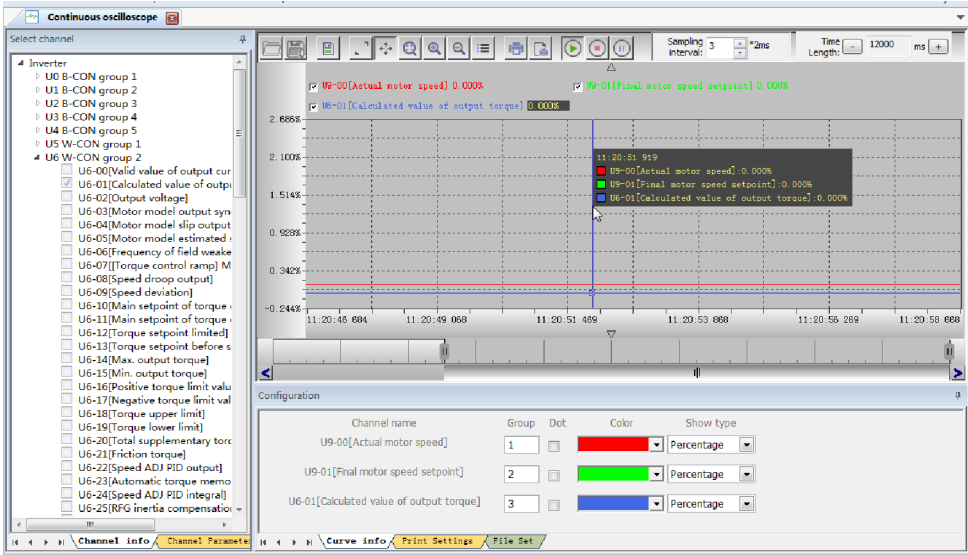 Continuous oscilloscope
Select channel
Inverter
U0 B-CON group 1
U1 B-CON group 2
U2 B-CON group 3
U3 B-CON group 4
U4 B-CON group 5
U5 W-CON group 1
U6 W-CON group 2
U6-00[Valid value of output cur
U6-01[Calculated value of outpu
U6-02[Output voltage]
U6-03[Motor model output syn
U6-04[Motor model slip output
U6-05[Motor model estimated
U6-06[Frequency of field weake
U6-07[[Torque control ramp] M
U6-08[Speed droop output]
U6-09[Speed deviation]
U6-10[Main setpoint of torque
U6-11[Main setpoint of torque
U6-12[Torque setpoint limited]
U6-13[Torque setpoint before s
U6-14[Max. output torque]
U6-15[Min. output torque]
U6-16[Positive torque limit valu
U6-17[Negative torque limit val
U6-18[Torque upper limit]
U6-19[Torque lower limit]
U6-20[Total supplementary torc
U6-21[Friction torque]
U6-22[Speed ADJ PID output]
U6-23[Automatic torque memo
U6-24[Speed ADJ PID integral]
U6-25[RFG inertia compensation
Channel info Channel Paramete
Sampling interval: 3 *2ms Time Length: - 12000 ms +
U9-00[Actual motor speed] 0.000% U9-01[Final motor speed setpoint] 0.000%
U6-01[Calculated value of output torque] 0.000%
2.686%
2.100%
1.514%
0.928%
0.342%
-0.244%
11:20:51 919
U9-00[Actual motor speed]:0.000%
U9-01[Final motor speed setpoint]:0.000%
U6-01[Calculated value of output torque]:0.000%
11:20:46 684 11:20:49 068 11:20:51 469 11:20:53 868 11:20:56 269 11:20:58 668
Configuration
Channel name Group Dot Color Show type
U9-00[Actual motor speed] 1 Percentage
U9-01[Final motor speed setpoint] 2 Percentage
U6-01[Calculated value of output torque] 3 Percentage
Curve info Print Settings File Set